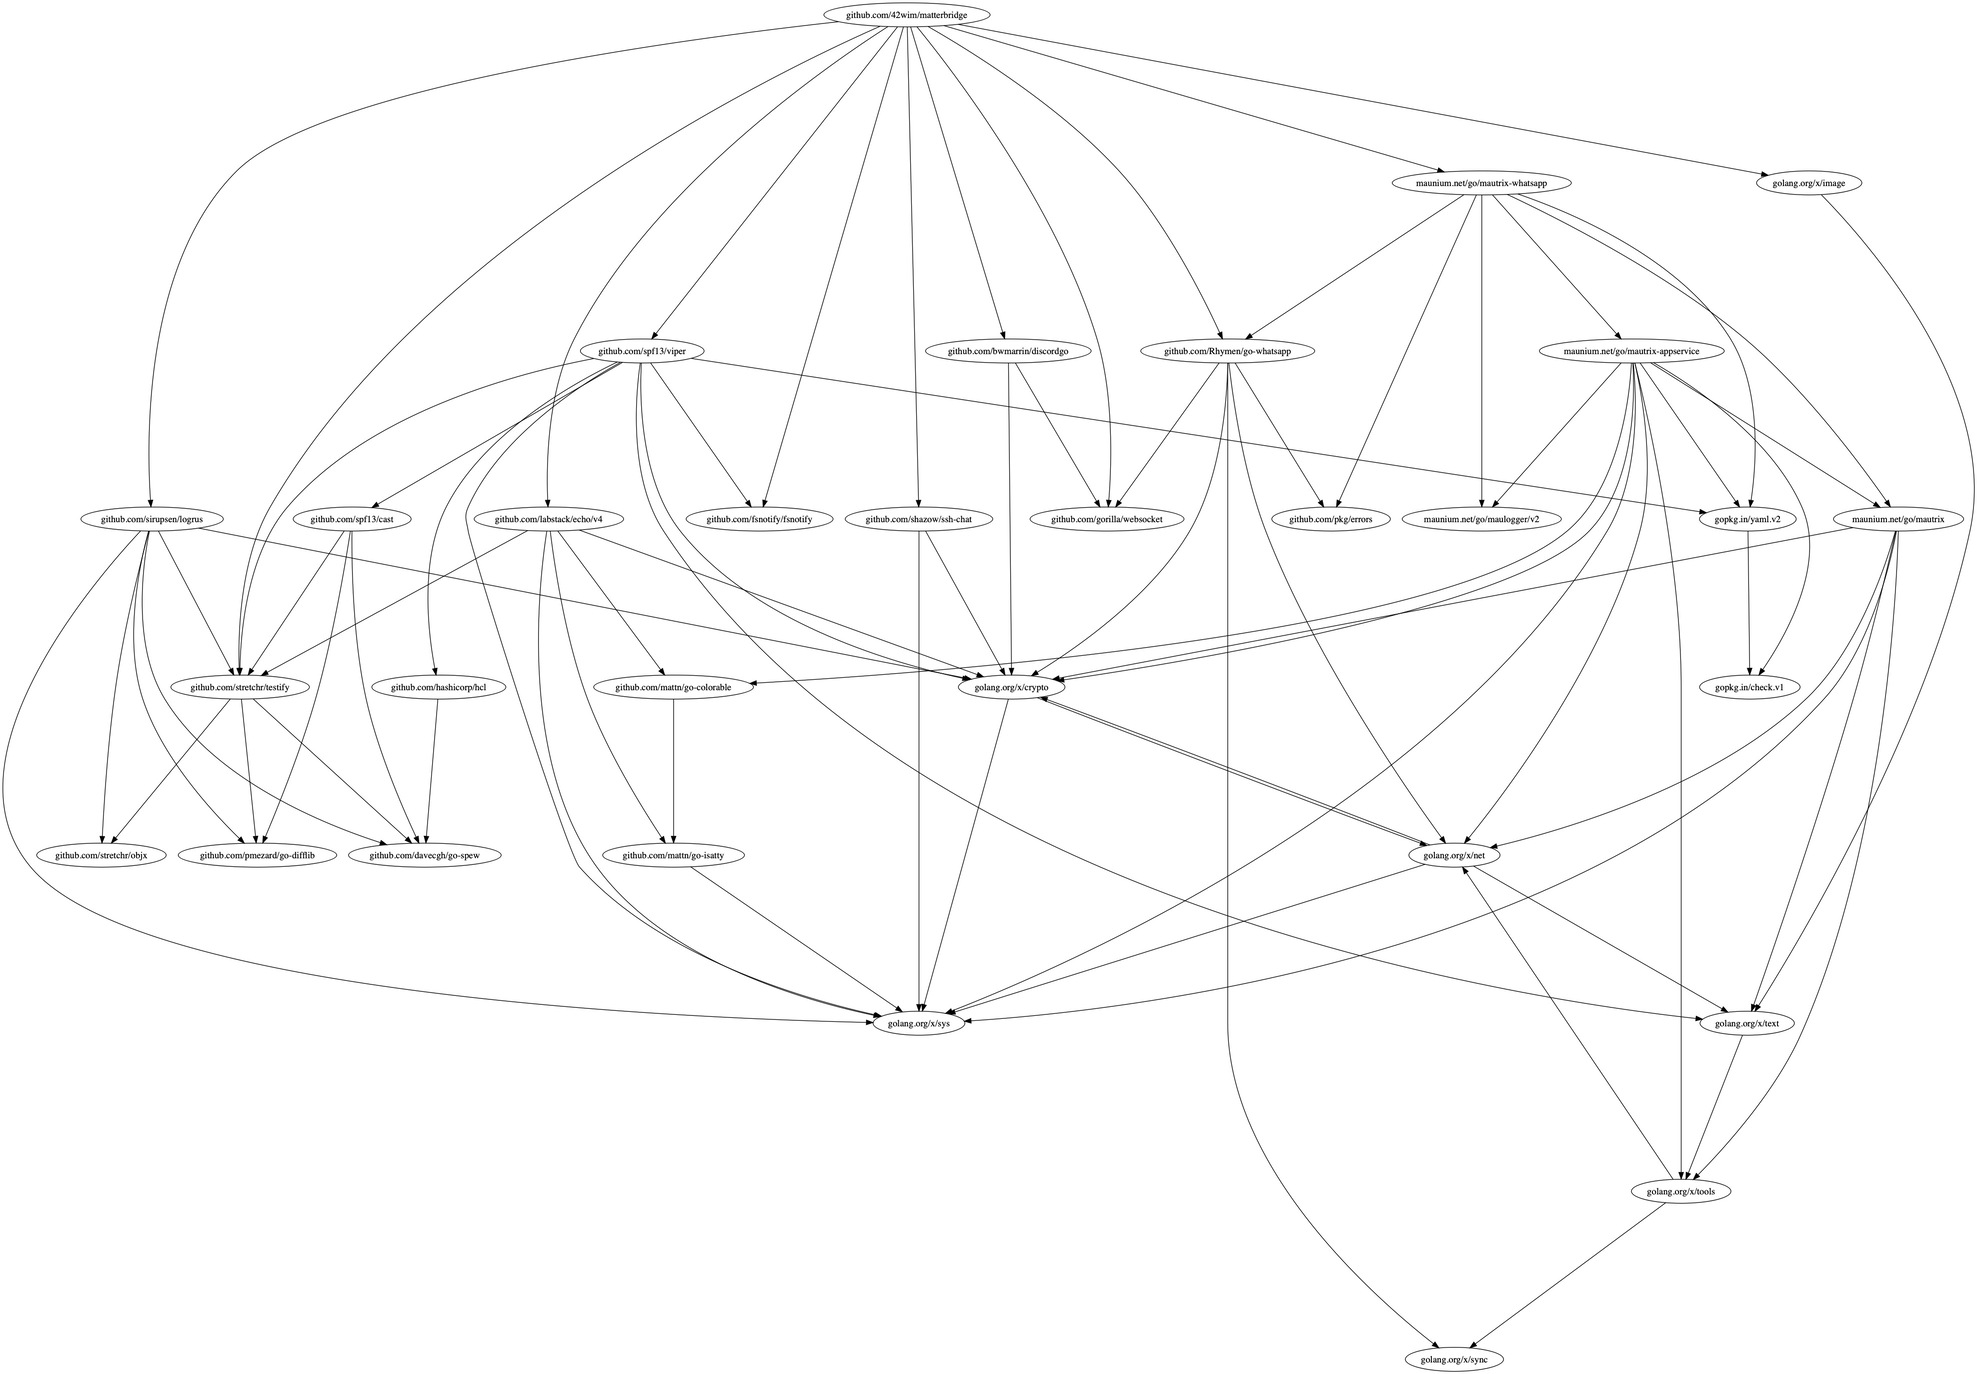 github.com/42wim/matterbridge
maunium.net/go/mautrix-whatsapp
golang.org/x/image
github.com/spf13/viper
github.com/bwmarrin/discordgo
github.com/Rhymen/go-whatsapp
maunium.net/go/mautrix-appservice
github.com/sirupsen/logrus
github.com/spf13/cast
github.com/labstack/echo/v4
github.com/fsnotify/fsnotify
github.com/shazow/ssh-chat
github.com/gorilla/websocket
github.com/pkg/errors
maunium.net/go/maulogger/v2
gopkg.in/yaml.v2
maunium.net/go/mautrix
github.com/stretchr/testify
github.com/hashicorp/hcl
github.com/mattn/go-colorable
golang.org/x/crypto
gopkg.in/check.v1
github.com/stretchr/objx
github.com/pmezard/go-difflib
github.com/davecgh/go-spew
github.com/mattn/go-isatty
golang.org/x/net
golang.org/x/sys
golang.org/x/text
golang.org/x/tools
golang.org/x/sync